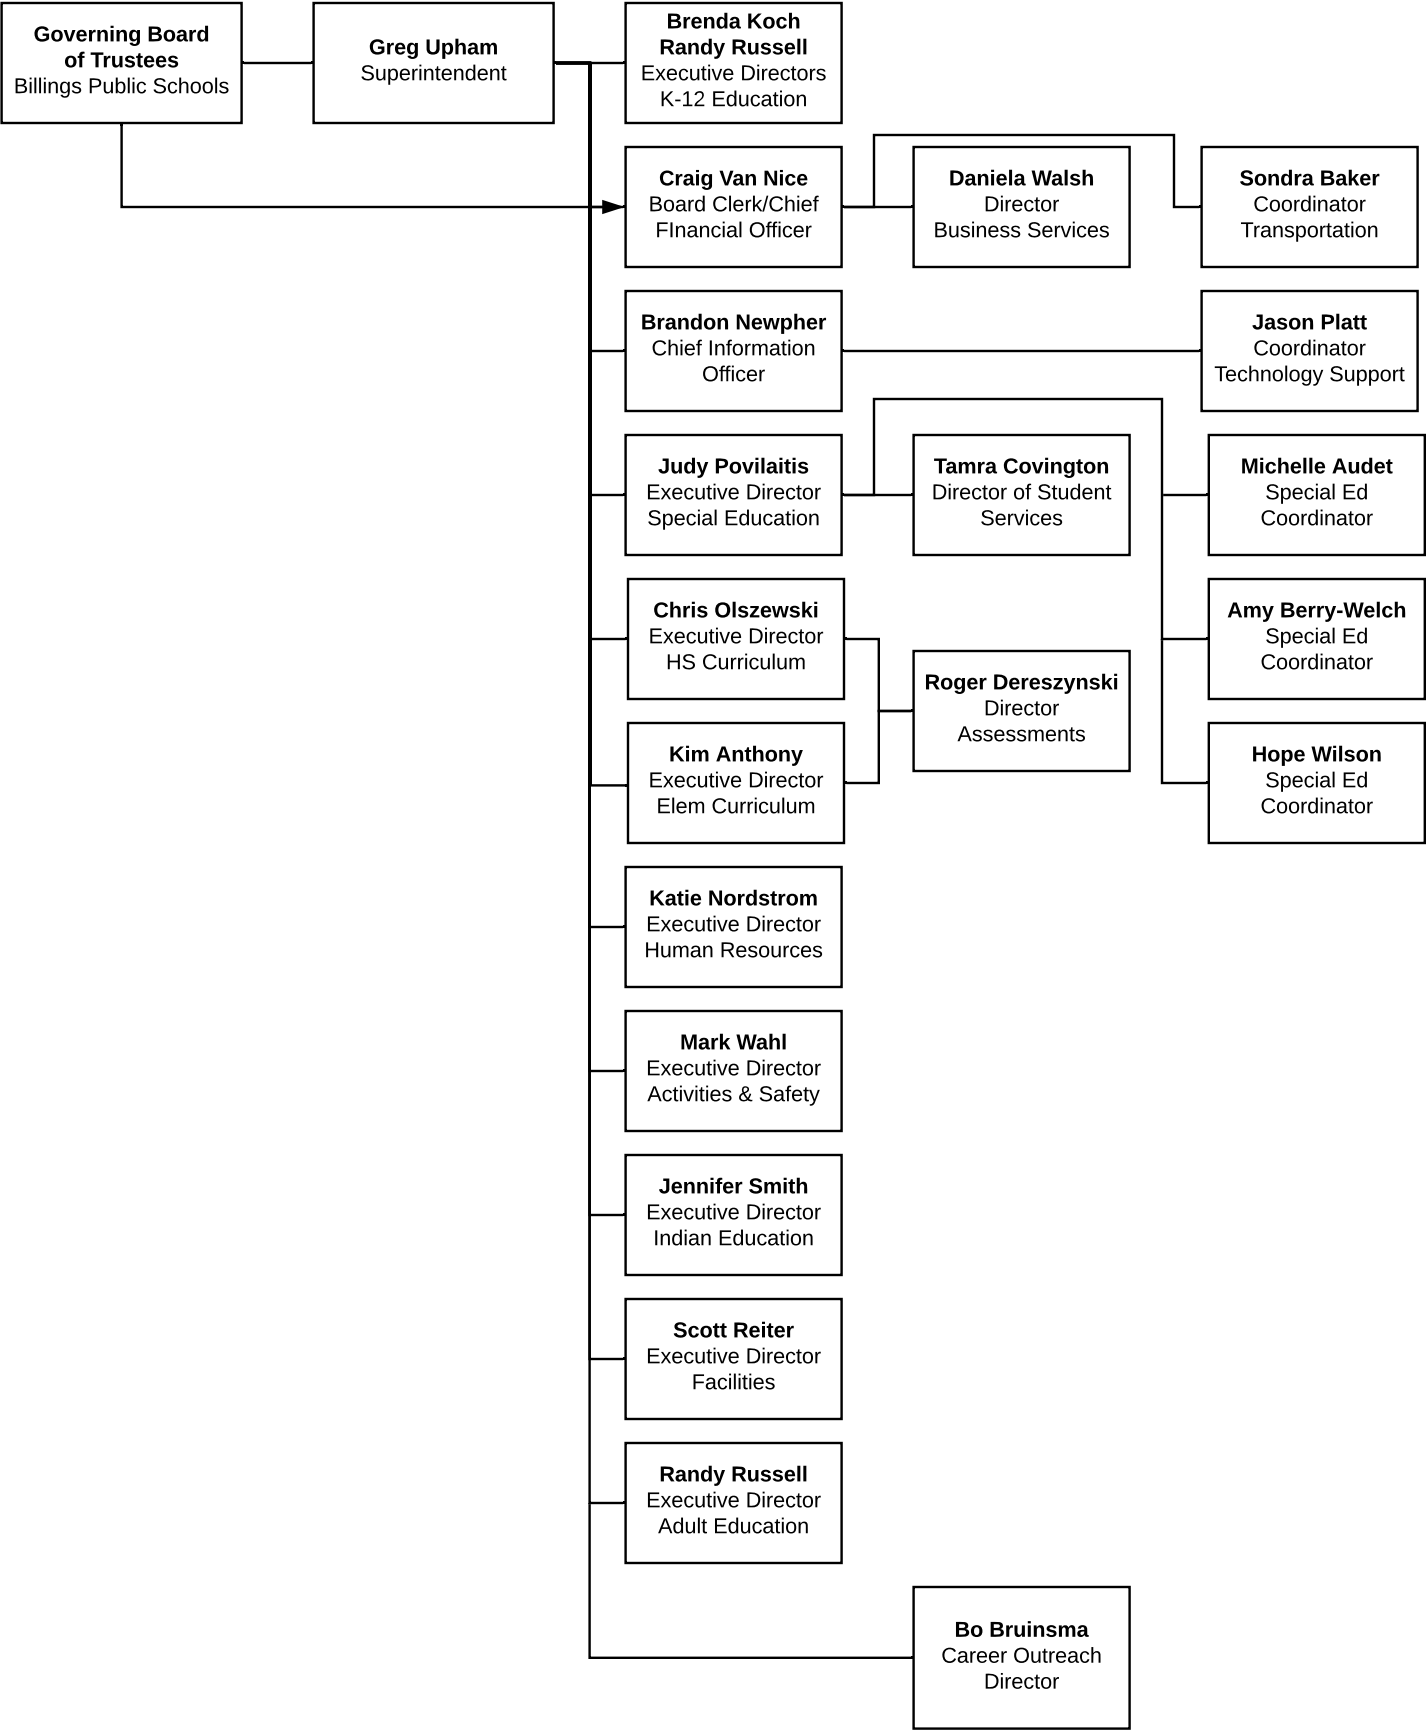 Governing Board
of Trustees
Billings Public Schools
Greg Upham
Superintendent
Brenda Koch
Randy Russell
Executive Directors
K-12 Education
Craig Van Nice
Board Clerk/Chief
FInancial Officer
Daniela Walsh
Director
Business Services
Sondra Baker
Coordinator
Transportation
Brandon Newpher
Chief Information
Officer
Jason Platt
Coordinator
Technology Support
Judy Povilaitis
Executive Director
Special Education
Tamra Covington
Director of Student
Services
Michelle Audet
Special Ed
Coordinator
Chris Olszewski
Executive Director
HS Curriculum
Amy Berry-Welch
Special Ed
Coordinator
Roger Dereszynski
Director
Assessments
Kim Anthony
Executive Director
Elem Curriculum
Hope Wilson
Special Ed
Coordinator
Katie Nordstrom
Executive Director
Human Resources
Mark Wahl
Executive Director
Activities & Safety
Jennifer Smith
Executive Director
Indian Education
Scott Reiter
Executive Director
Facilities
Randy Russell
Executive Director
Adult Education
Bo Bruinsma
Career Outreach
Director